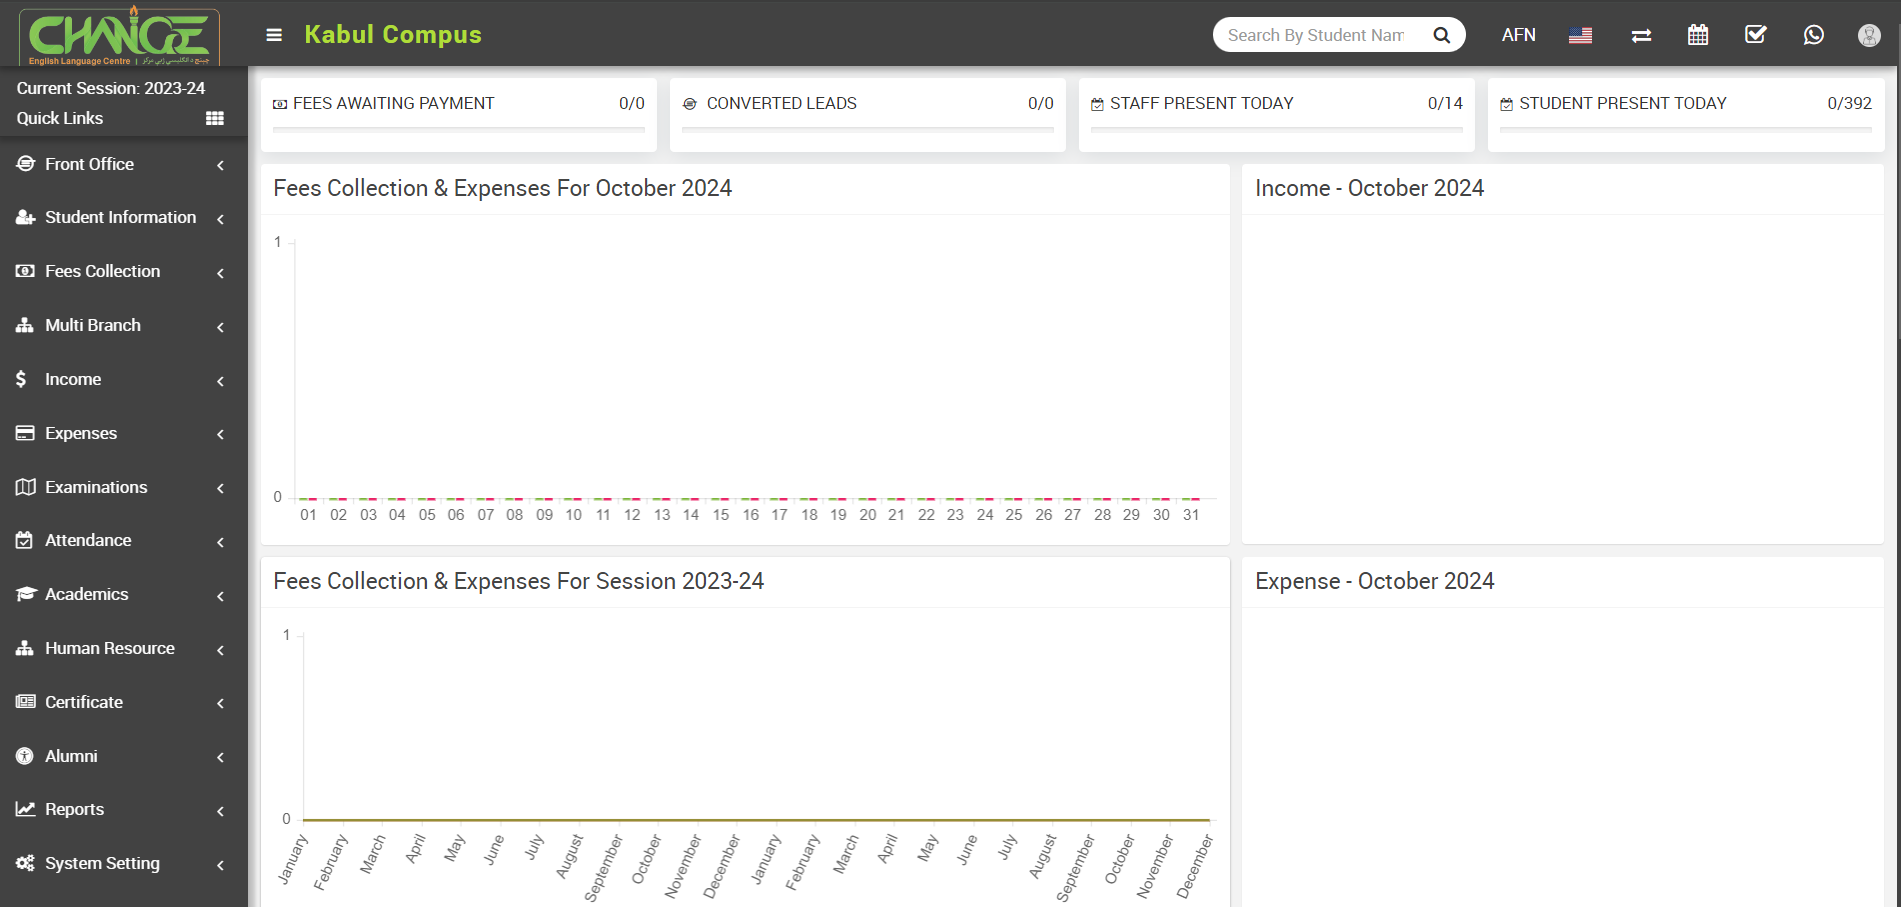 CHANGE
English Language Centre | چینج د انګلیسي ژبې مرکز
Kabul Compus
Search By Student Nam
AFN
Current Session: 2023-24
Quick Links
Front Office
Student Information
Fees Collection
Multi Branch
Income
Expenses
Examinations
Attendance
Academics
Human Resource
Certificate
Alumni
Reports
System Setting
FEES AWAITING PAYMENT 0/0
CONVERTED LEADS 0/0
STAFF PRESENT TODAY 0/14
STUDENT PRESENT TODAY 0/392
Fees Collection & Expenses For October 2024
1
0
01 02 03 04 05 06 07 08 09 10 11 12 13 14 15 16 17 18 19 20 21 22 23 24 25 26 27 28 29 30 31
Income - October 2024
Fees Collection & Expenses For Session 2023-24
1
0
January February March April May June July August September October November December January February March April May June July August September October November December
Expense - October 2024